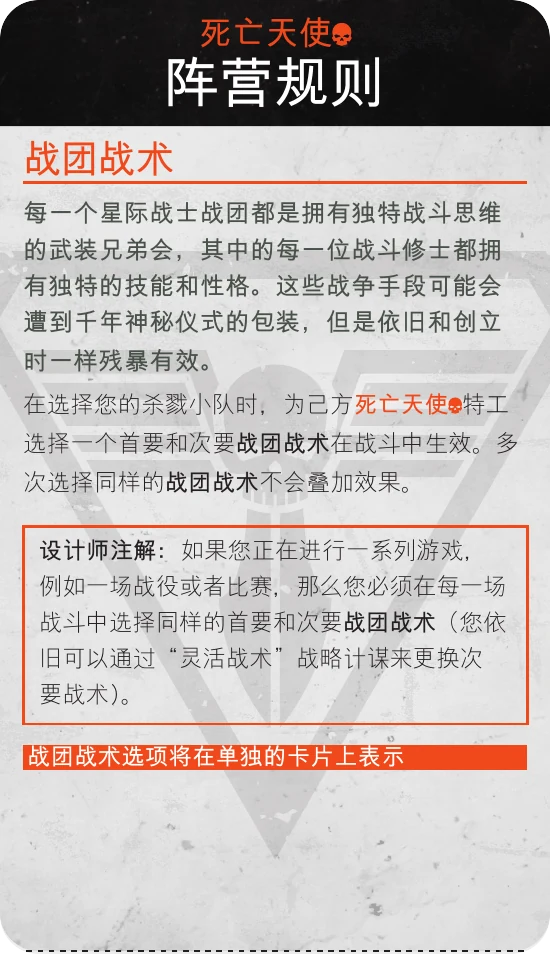 死亡天使
阵营规则
战团战术
每一个星际战士战团都是拥有独特战斗思维
的武装兄弟会，其中的每一位战斗修士都拥
有独特的技能和性格。这些战争手段可能会
遭到千年神秘仪式的包装，但是依旧和创立
时一样残暴有效。
在选择您的杀戮小队时，为己方死亡天使特工
选择一个首要和次要战团战术在战斗中生效。多
次选择同样的战团战术不会叠加效果。
设计师注解：如果您正在进行一系列游戏，
例如一场战役或者比赛，那么您必须在每一场
战斗中选择同样的首要和次要战团战术（您依
旧可以通过“灵活战术”战略计谋来更换次
要战术）。
战团战术选项将在单独的卡片上表示